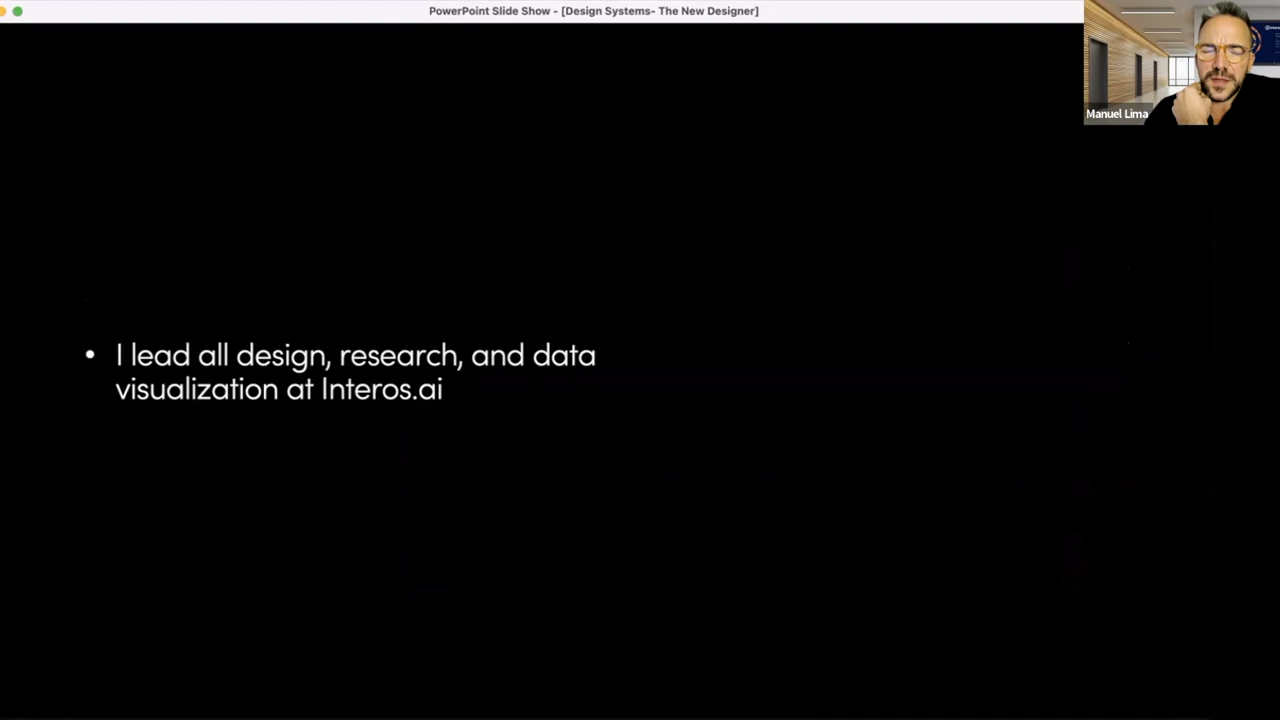 PowerPoint Slide Show - [Design Systems- The New Designer]
Manuel Lima
• I lead all design, research, and data
visualization at Interos.ai